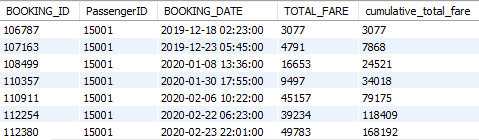 BOOKING_ID PassengerID BOOKING_DATE TOTAL_FARE cumulative_total_fare
106787 15001 2019-12-18 02:23:00 3077 3077
107163 15001 2019-12-23 05:45:00 4791 7868
108499 15001 2020-01-08 13:36:00 16653 24521
110357 15001 2020-01-30 17:55:00 9497 34018
110911 15001 2020-02-06 10:22:00 45157 79175
112254 15001 2020-02-22 06:23:00 39234 118409
112380 15001 2020-02-23 22:01:00 49783 168192